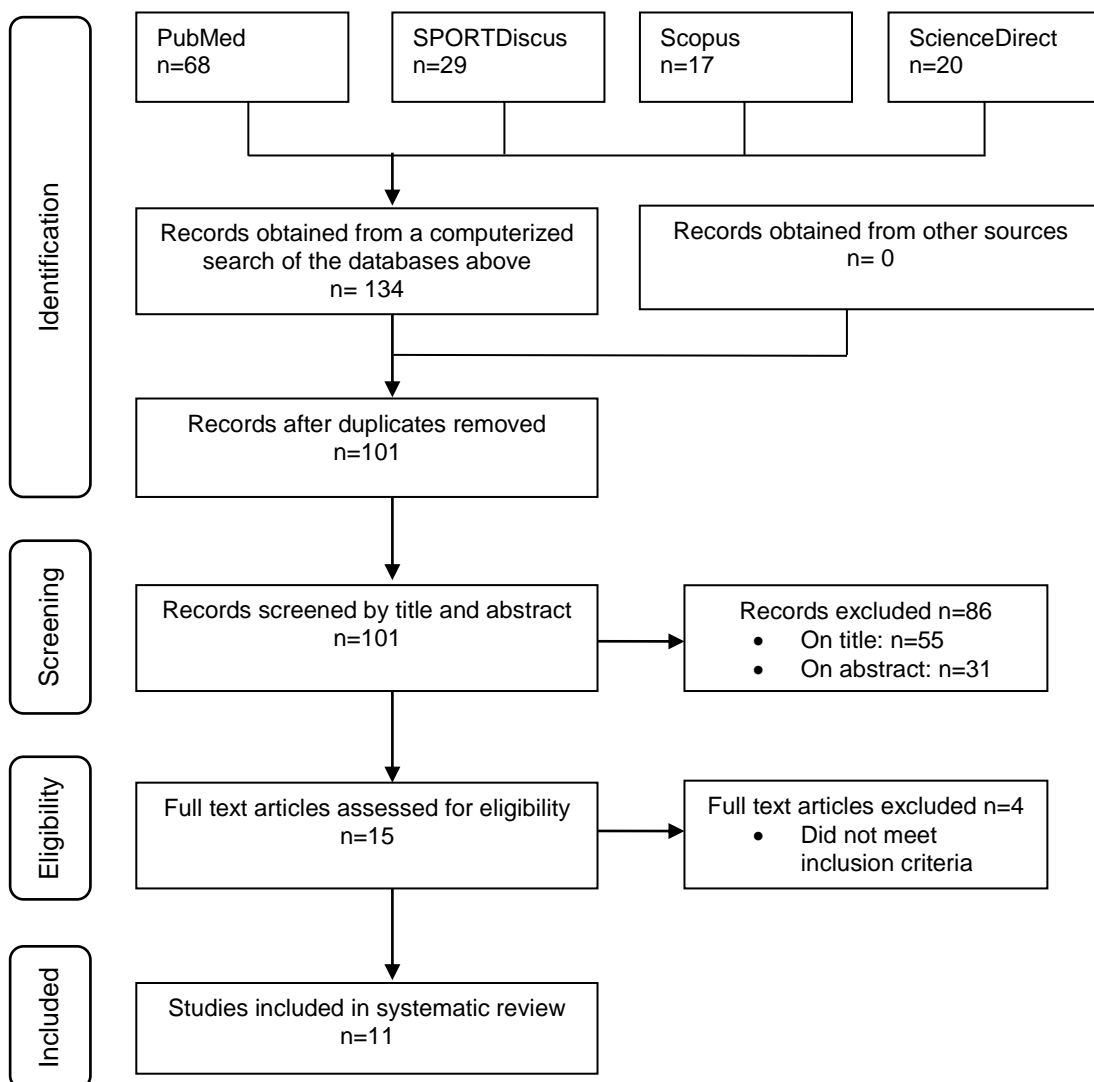 PubMed
n=68
SPORTDiscus
n=29
Scopus
n=17
ScienceDirect
n=20
Identification
Records obtained from a computerized
search of the databases above
n= 134
Records obtained from other sources
n= 0
Records after duplicates removed
n=101
Screening
Records screened by title and abstract
n=101
Records excluded n=86
• On title: n=55
• On abstract: n=31
Eligibility
Full text articles assessed for eligibility
n=15
Full text articles excluded n=4
• Did not meet
inclusion criteria
Included
Studies included in systematic review
n=11